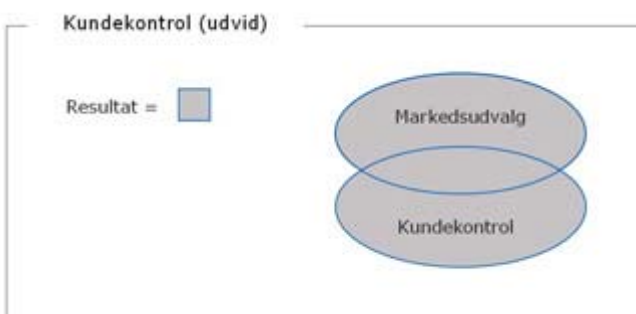 Kundekontrol (udvid)
Resultat =
Markedsudvalg
Kundekontrol